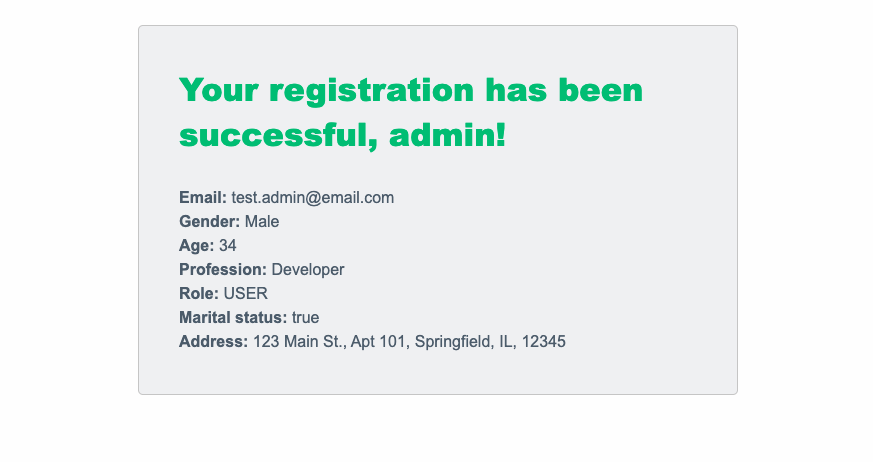 Your registration has been
successful, admin!
Email: test.admin@email.com
Gender: Male
Age: 34
Profession: Developer
Role: USER
Marital status: true
Address: 123 Main St., Apt 101, Springfield, IL, 12345